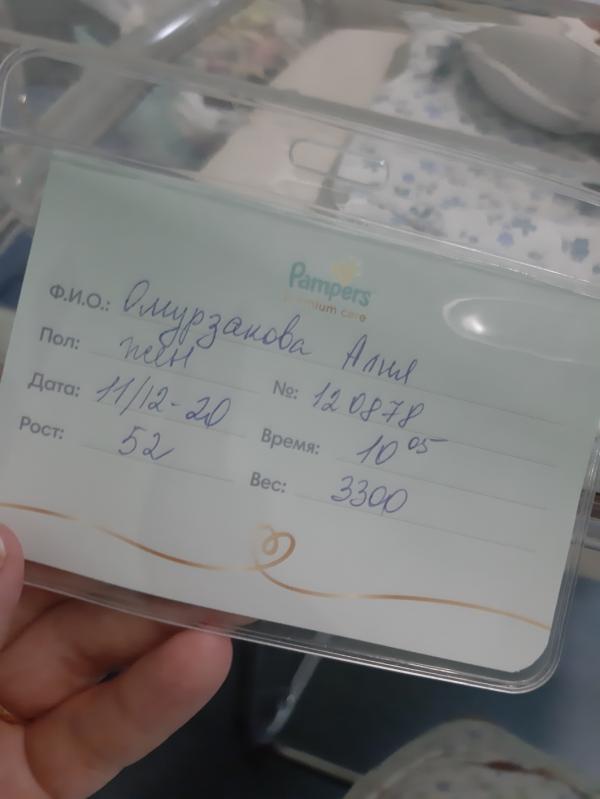 Pampers
premium care
Ф.И.О.: Омурзакова Алия
Пол: жен
№: 120878
Дата: 11/12-20
Время: 10 05
Рост: 52
Вес: 3300